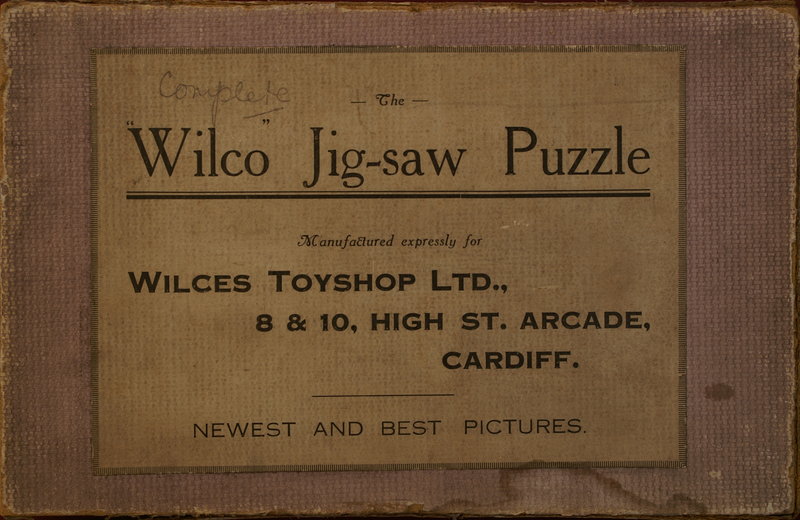 Complete
— The —
"Wilco" Jig-saw Puzzle
Manufactured expressly for
WILCES TOYSHOP LTD.,
8 & 10, HIGH ST. ARCADE,
CARDIFF.
NEWEST AND BEST PICTURES.